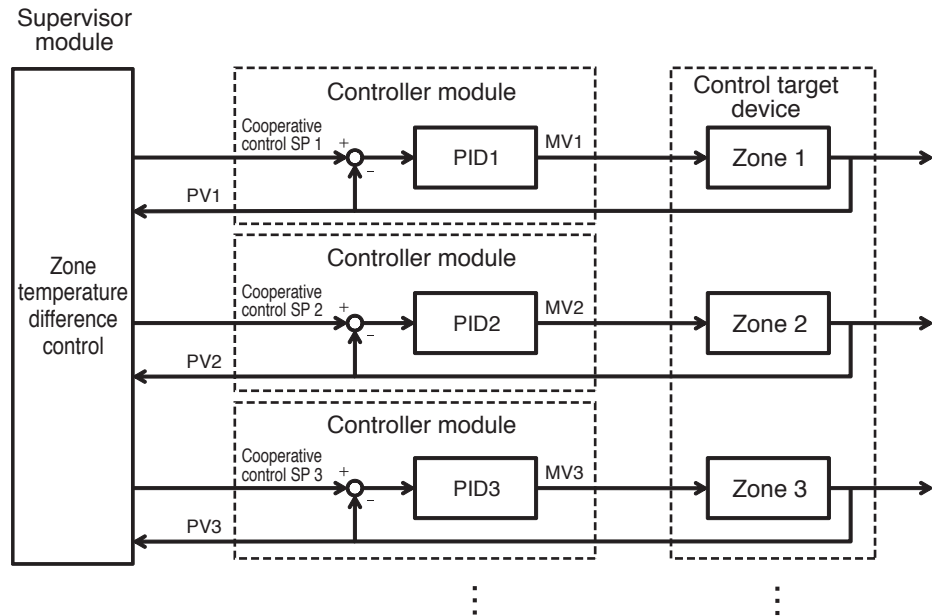 Supervisor
module
Zone
temperature
difference
control
Controller module
Cooperative
control SP 1
+
−
PID1
MV1
PV1
Control target
device
Zone 1
Controller module
Cooperative
control SP 2
+
−
PID2
MV2
PV2
Zone 2
Controller module
Cooperative
control SP 3
+
−
PID3
MV3
PV3
Zone 3